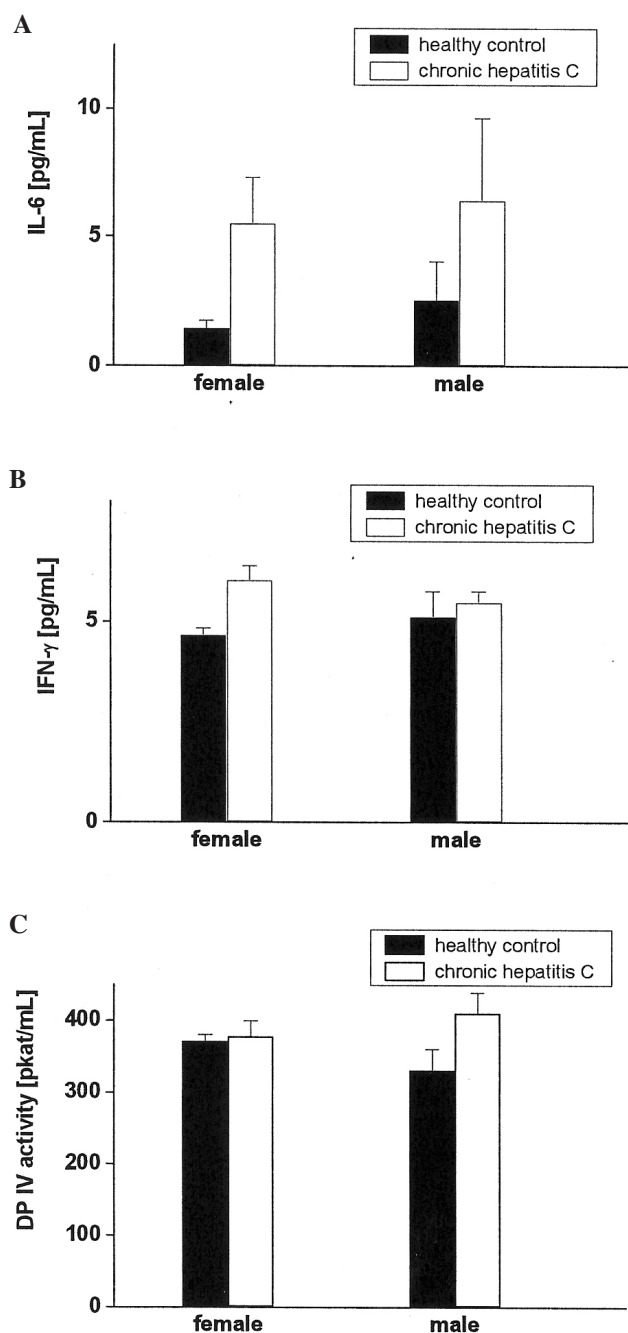 A
healthy control
chronic hepatitis C
IL-6 [pg/mL]
10
5
0
female
male
B
healthy control
chronic hepatitis C
IFN-γ [pg/mL]
5
0
female
male
C
healthy control
chronic hepatitis C
DP IV activity [pkat/mL]
400
300
200
100
0
female
male